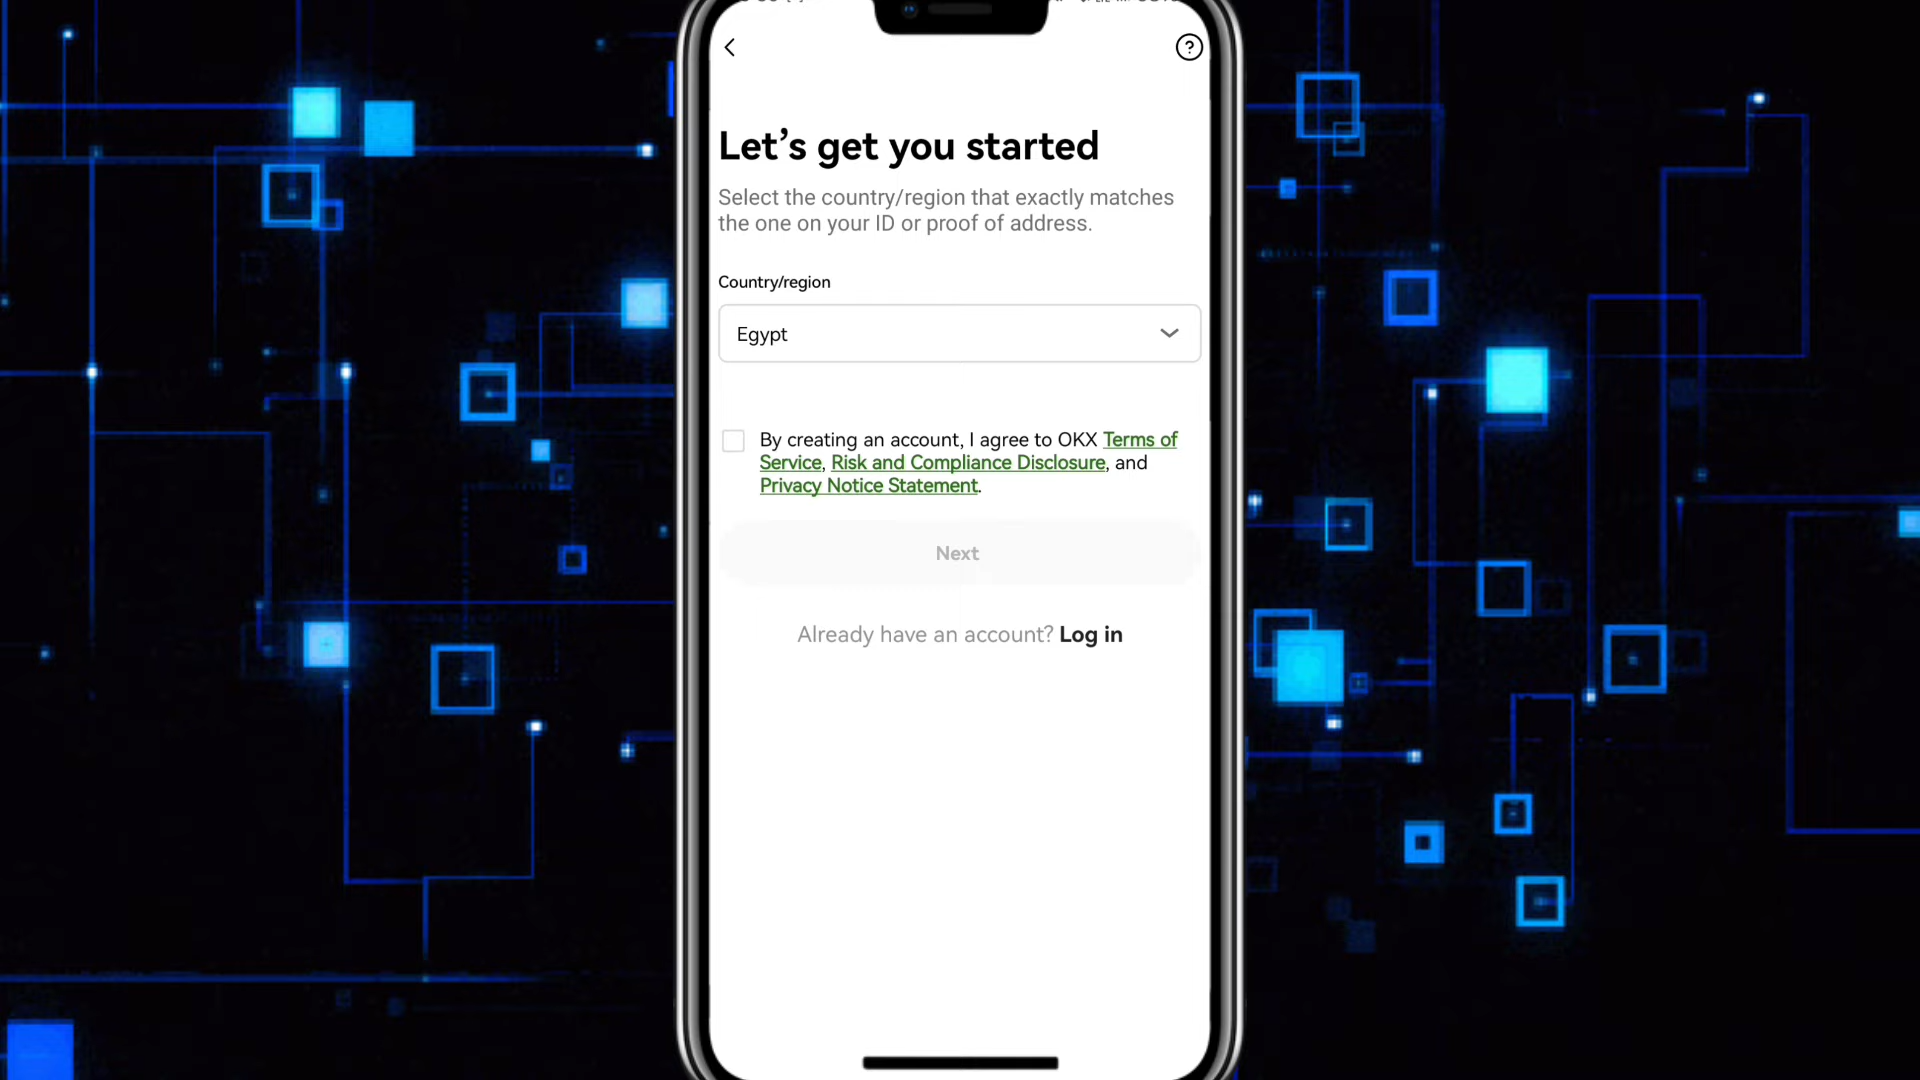 Let’s get you started
Select the country/region that exactly matches
the one on your ID or proof of address.
Country/region
Egypt
By creating an account, I agree to OKX Terms of
Service, Risk and Compliance Disclosure, and
Privacy Notice Statement.
Next
Already have an account? Log in